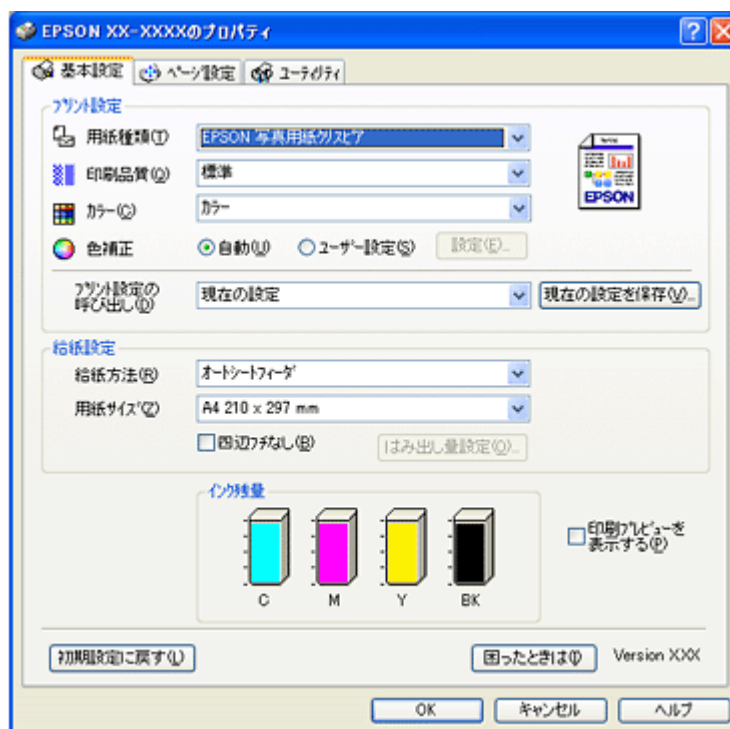 EPSON XX-XXXXのプロパティ
基本設定 ページ設定 ユーティリティ
プリント設定
用紙種類(T) EPSON 写真用紙クリスピア
印刷品質(Q) 標準
カラー(C) カラー
色補正 自動(U) ユーザー設定(S) 設定(E)...
プリント設定の
呼び出し(D) 現在の設定 現在の設定を保存(V)...
EPSON
給紙設定
給紙方法(R) オートシートフィーダ
用紙サイズ(Z) A4 210 x 297 mm
四辺フチなし(B) はみ出し量設定(O)...
インク残量
C M Y BK
印刷プレビューを
表示する(P)
初期設定に戻す(L) 困ったときは(I) Version X.XX
OK キャンセル ヘルプ